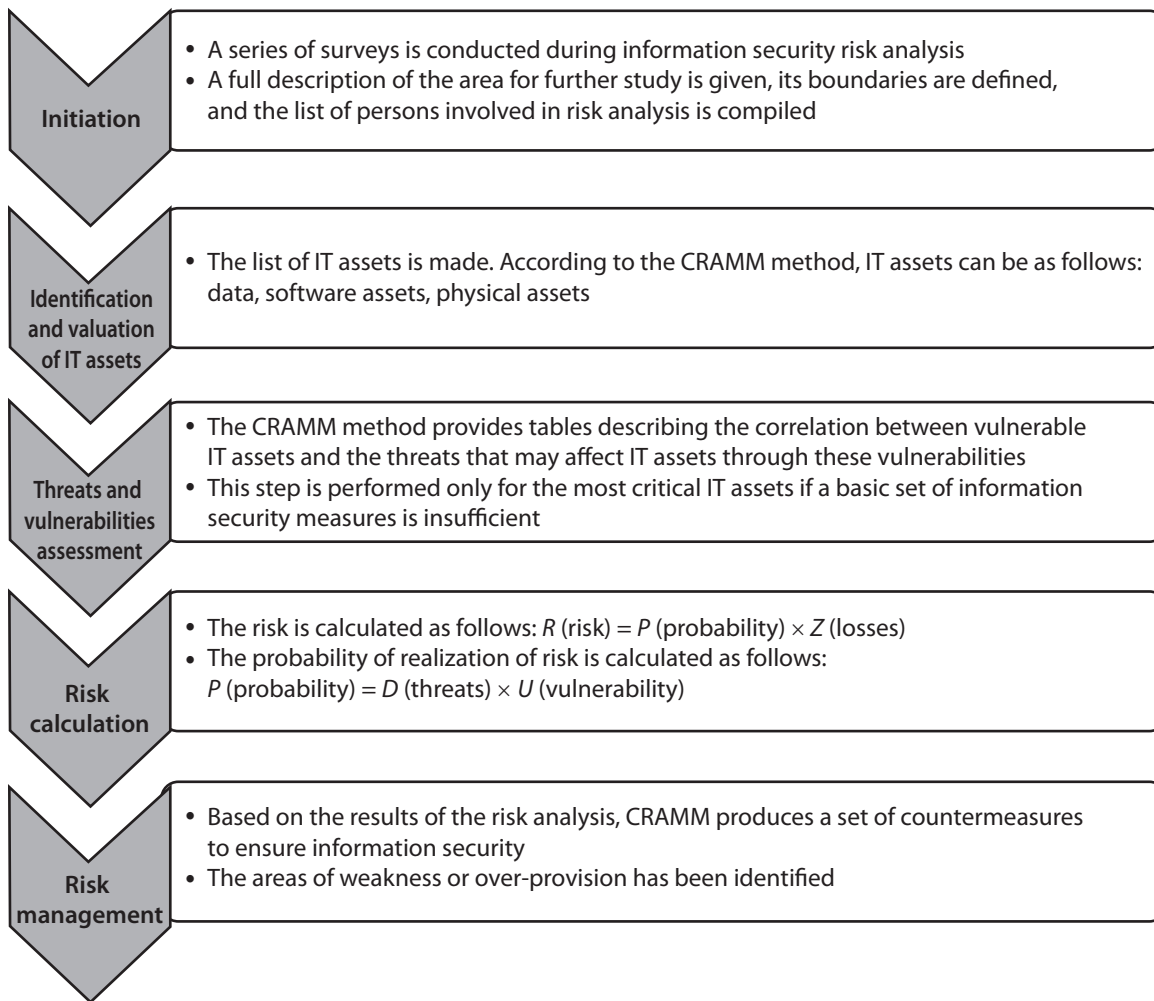 Initiation
• A series of surveys is conducted during information security risk analysis
• A full description of the area for further study is given, its boundaries are defined,
and the list of persons involved in risk analysis is compiled
Identification
and valuation
of IT assets
• The list of IT assets is made. According to the CRAMM method, IT assets can be as follows:
data, software assets, physical assets
Threats and
vulnerabilities
assessment
• The CRAMM method provides tables describing the correlation between vulnerable
IT assets and the threats that may affect IT assets through these vulnerabilities
• This step is performed only for the most critical IT assets if a basic set of information
security measures is insufficient
Risk
calculation
• The risk is calculated as follows: R (risk) = P (probability) × Z (losses)
• The probability of realization of risk is calculated as follows:
P (probability) = D (threats) × U (vulnerability)
Risk
management
• Based on the results of the risk analysis, CRAMM produces a set of countermeasures
to ensure information security
• The areas of weakness or over-provision has been identified